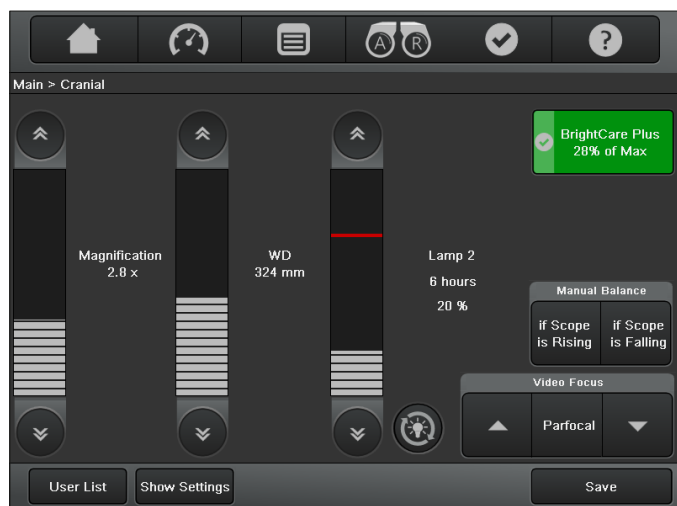 A R ?
Main > Cranial
BrightCare Plus
28% of Max
Magnification
2.8 x
WD
324 mm
Lamp 2
6 hours
20 %
Manual Balance
if Scope
is Rising
if Scope
is Falling
Video Focus
Parfocal
User List
Show Settings
Save